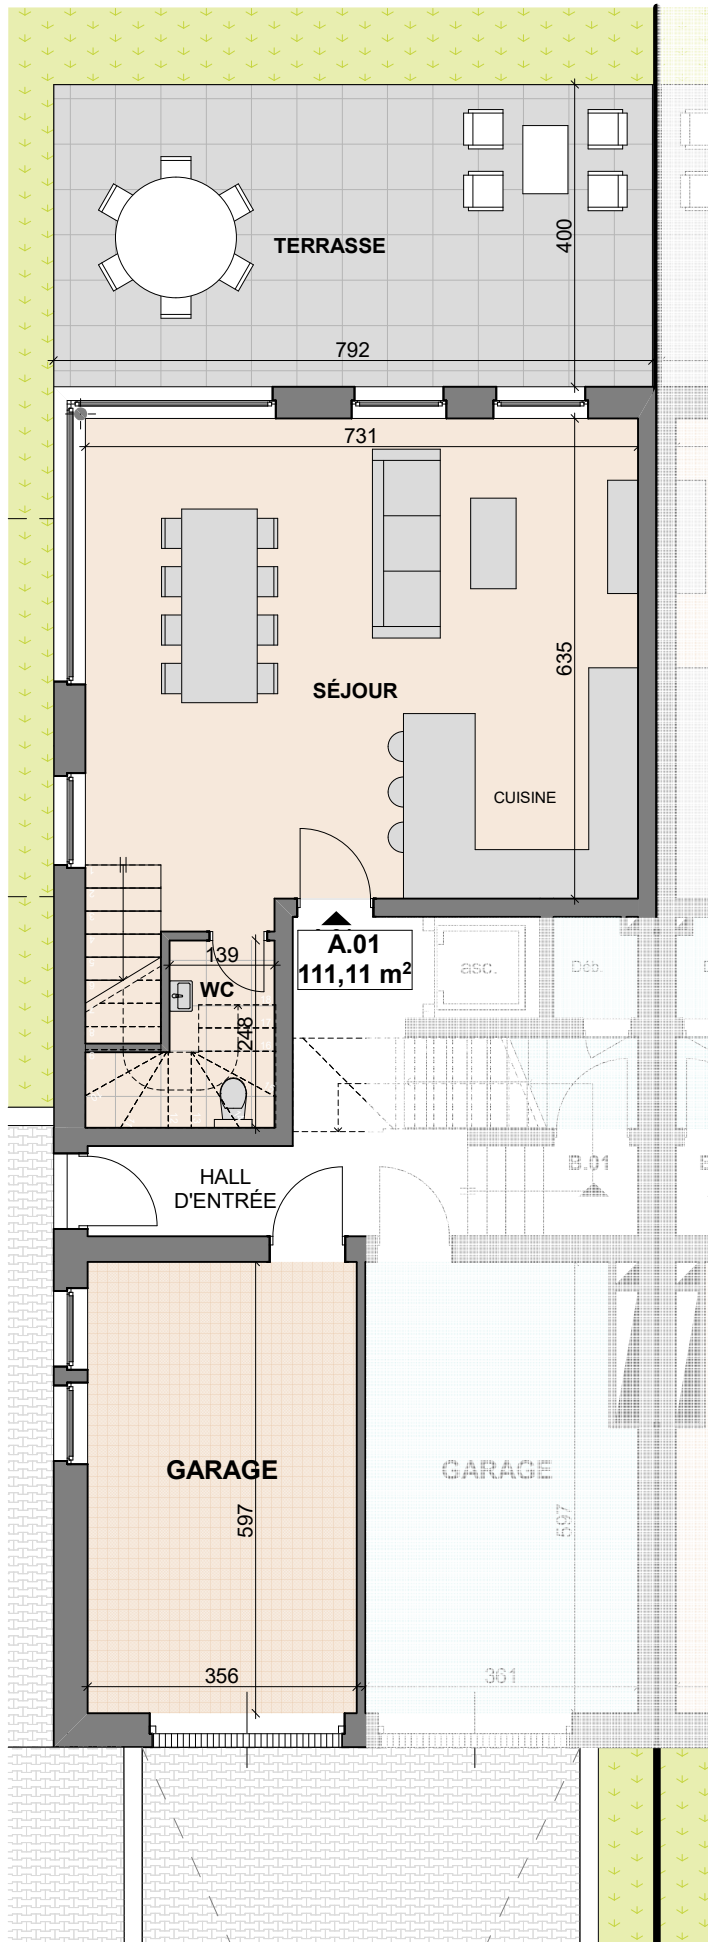 TERRASSE
400
792
731
635
SÉJOUR
CUISINE
A.01
111,11 m²
139
WC
248
asc.
Déb.
HALL
D'ENTRÉE
B.01
GARAGE
597
356
GARAGE
597
361